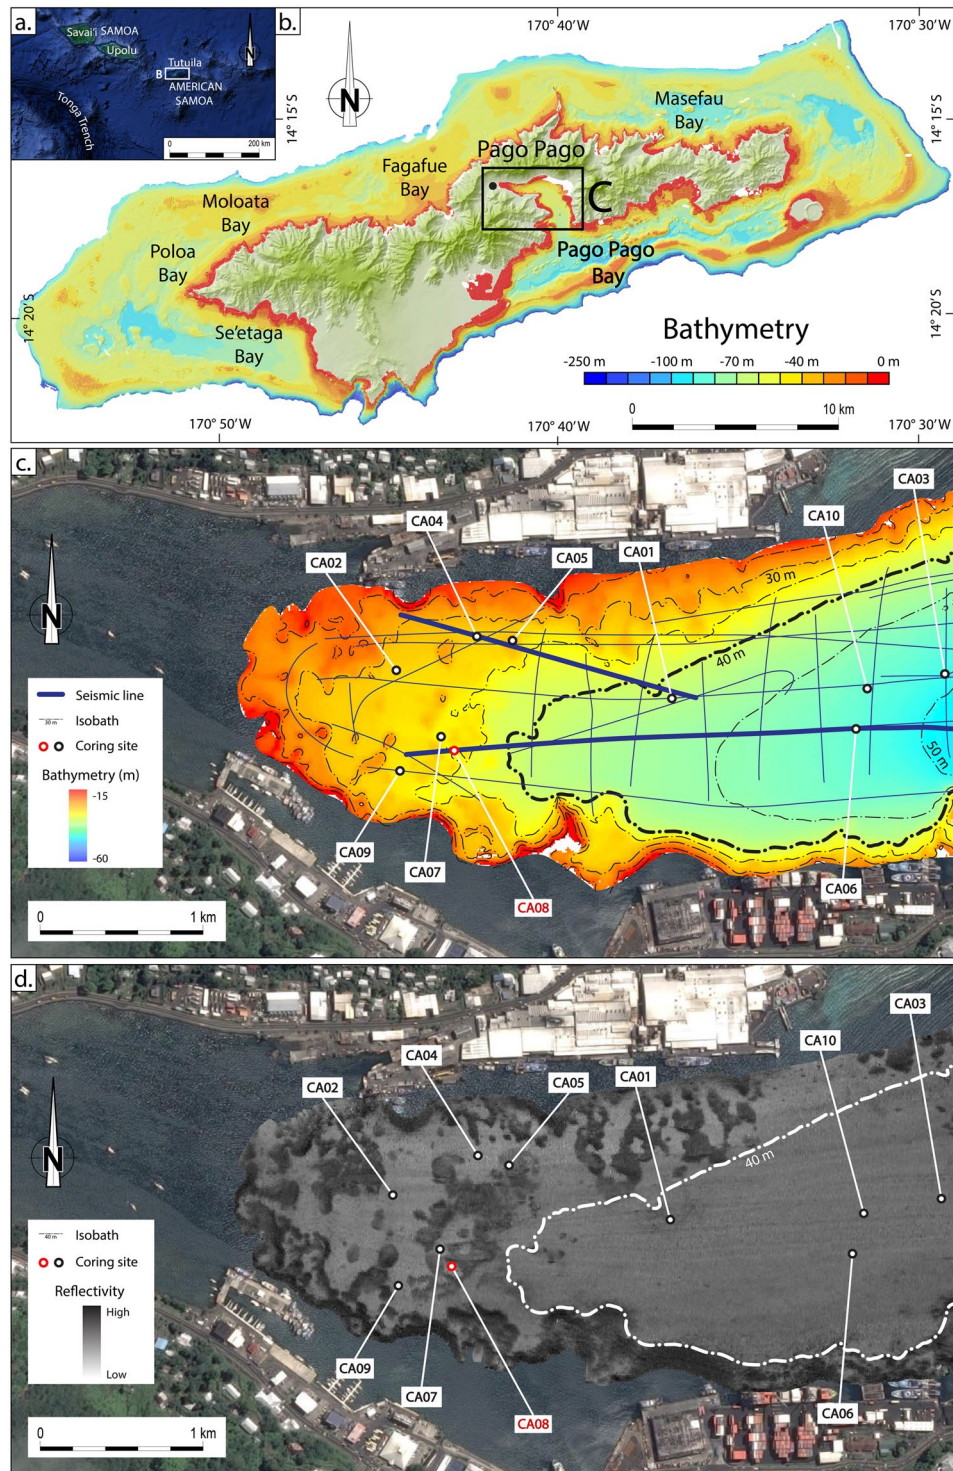 a.
Savai'i SAMOA
Upolu
Tutuila
B
AMERICAN
SAMOA
Tonga Trench
N
0 200 km
b.
170° 40'W
170° 30'W
14° 15'S
14° 15'S
N
Masefau
Bay
Pago Pago
Fagafue
Bay
C
Moloata
Bay
Poloa
Bay
Pago Pago
Bay
Se'etaga
Bay
14° 20'S
14° 20'S
Bathymetry
-250 m -100 m -70 m -40 m 0 m
0 10 km
170° 50'W
170° 40'W
170° 30'W
c.
CA03
CA04
CA10
CA02
CA05
CA01
30 m
N
40 m
50 m
Seismic line
30 m
Isobath
Coring site
Bathymetry (m)
-15
-60
CA09
CA07
CA06
CA08
0 1 km
d.
CA03
CA04
CA10
CA02
CA05
CA01
40 m
N
40 m
Isobath
Coring site
Reflectivity
High
Low
CA09
CA07
CA06
CA08
0 1 km